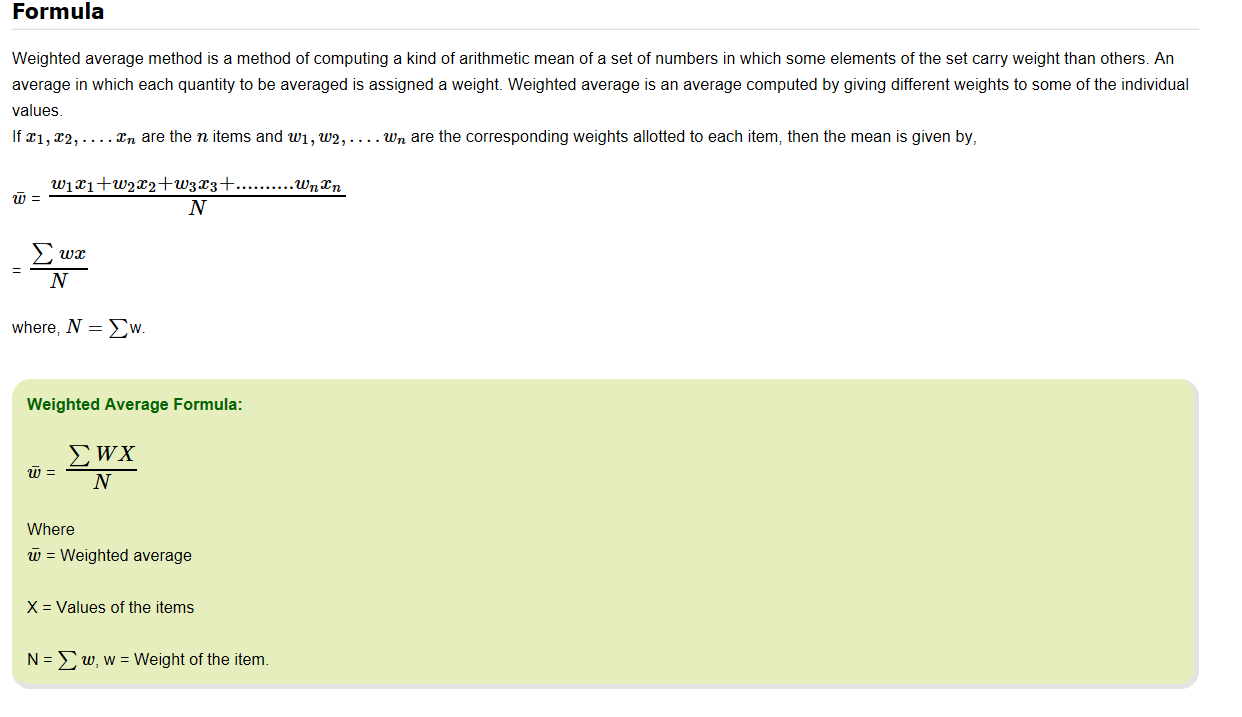 Formula
Weighted average method is a method of computing a kind of arithmetic mean of a set of numbers in which some elements of the set carry weight than others. An
average in which each quantity to be averaged is assigned a weight. Weighted average is an average computed by giving different weights to some of the individual
values.
If x₁, x₂, . . . . xₙ are the n items and w₁, w₂, . . . . wₙ are the corresponding weights allotted to each item, then the mean is given by,
w̄ = (w₁x₁+w₂x₂+w₃x₃+..........wₙxₙ) / N
= ∑ wx / N
where, N = ∑w.
Weighted Average Formula:
w̄ = ∑ WX / N
Where
w̄ = Weighted average
X = Values of the items
N = ∑ w, w = Weight of the item.